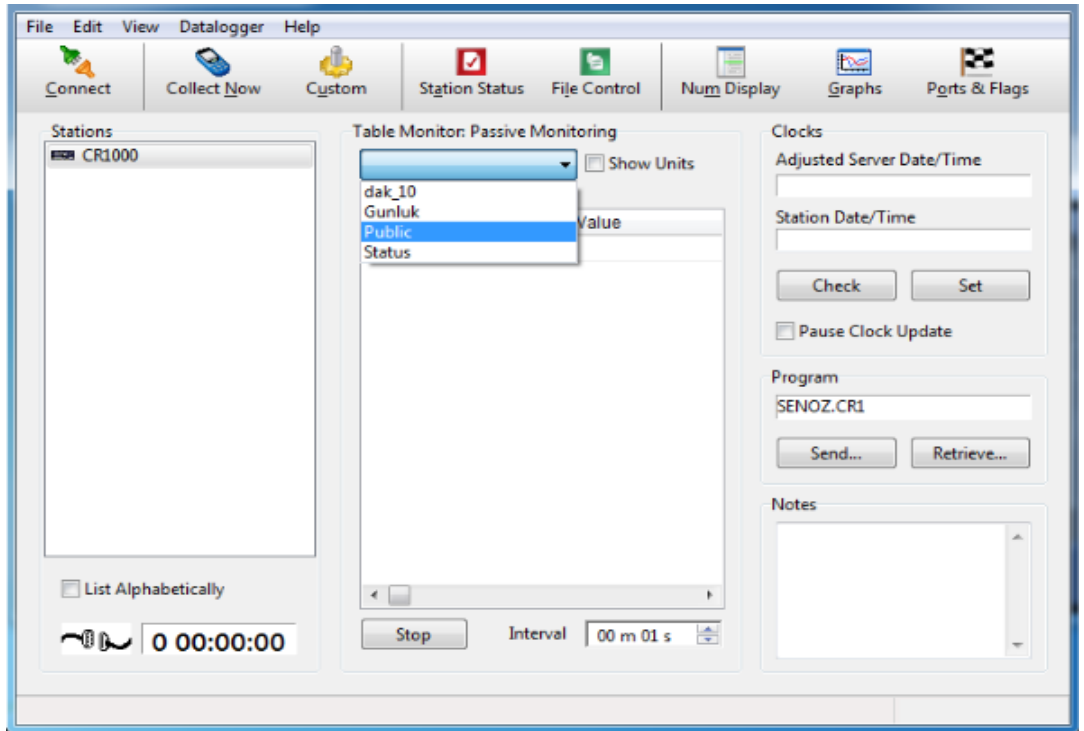 File Edit View Datalogger Help
Connect Collect Now Custom Station Status File Control Num Display Graphs Ports & Flags
Stations
CR1000
List Alphabetically
0 00:00:00
Table Monitor: Passive Monitoring
Show Units
dak_10
Gunluk
Public
Status
Value
Stop Interval 00 m 01 s
Clocks
Adjusted Server Date/Time
Station Date/Time
Check Set
Pause Clock Update
Program
SENOZ.CR1
Send... Retrieve...
Notes